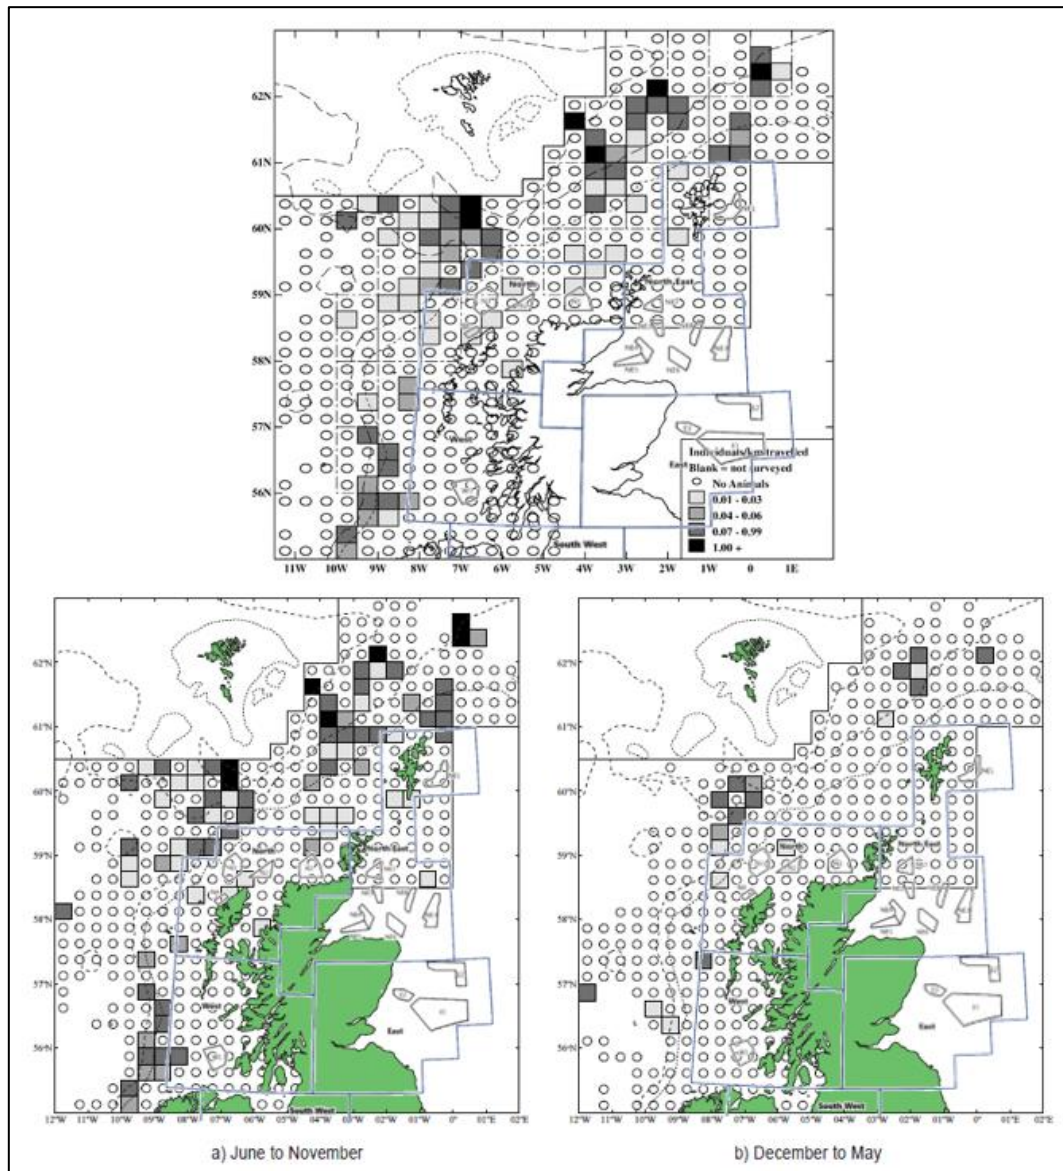 62N
61N
60N
59N
58N
57N
56N
North
North East
West
East
South West
Individuals/km travelled
Blank = not surveyed
No Animals
0.01 - 0.03
0.04 - 0.06
0.07 - 0.99
1.00 +
11W 10W 9W 8W 7W 6W 5W 4W 3W 2W 1W 0 1E
62°N
61°N
60°N
59°N
58°N
57°N
56°N
North
North East
West
East
South West
12°W 11°W 10°W 09°W 08°W 07°W 06°W 05°W 04°W 03°W 02°W 01°W 0°W 01°E 02°E
a) June to November
62°N
61°N
60°N
59°N
58°N
57°N
56°N
North
North East
West
East
South West
12°W 11°W 10°W 09°W 08°W 07°W 06°W 05°W 04°W 03°W 02°W 01°W 0°W 01°E 02°E
b) December to May